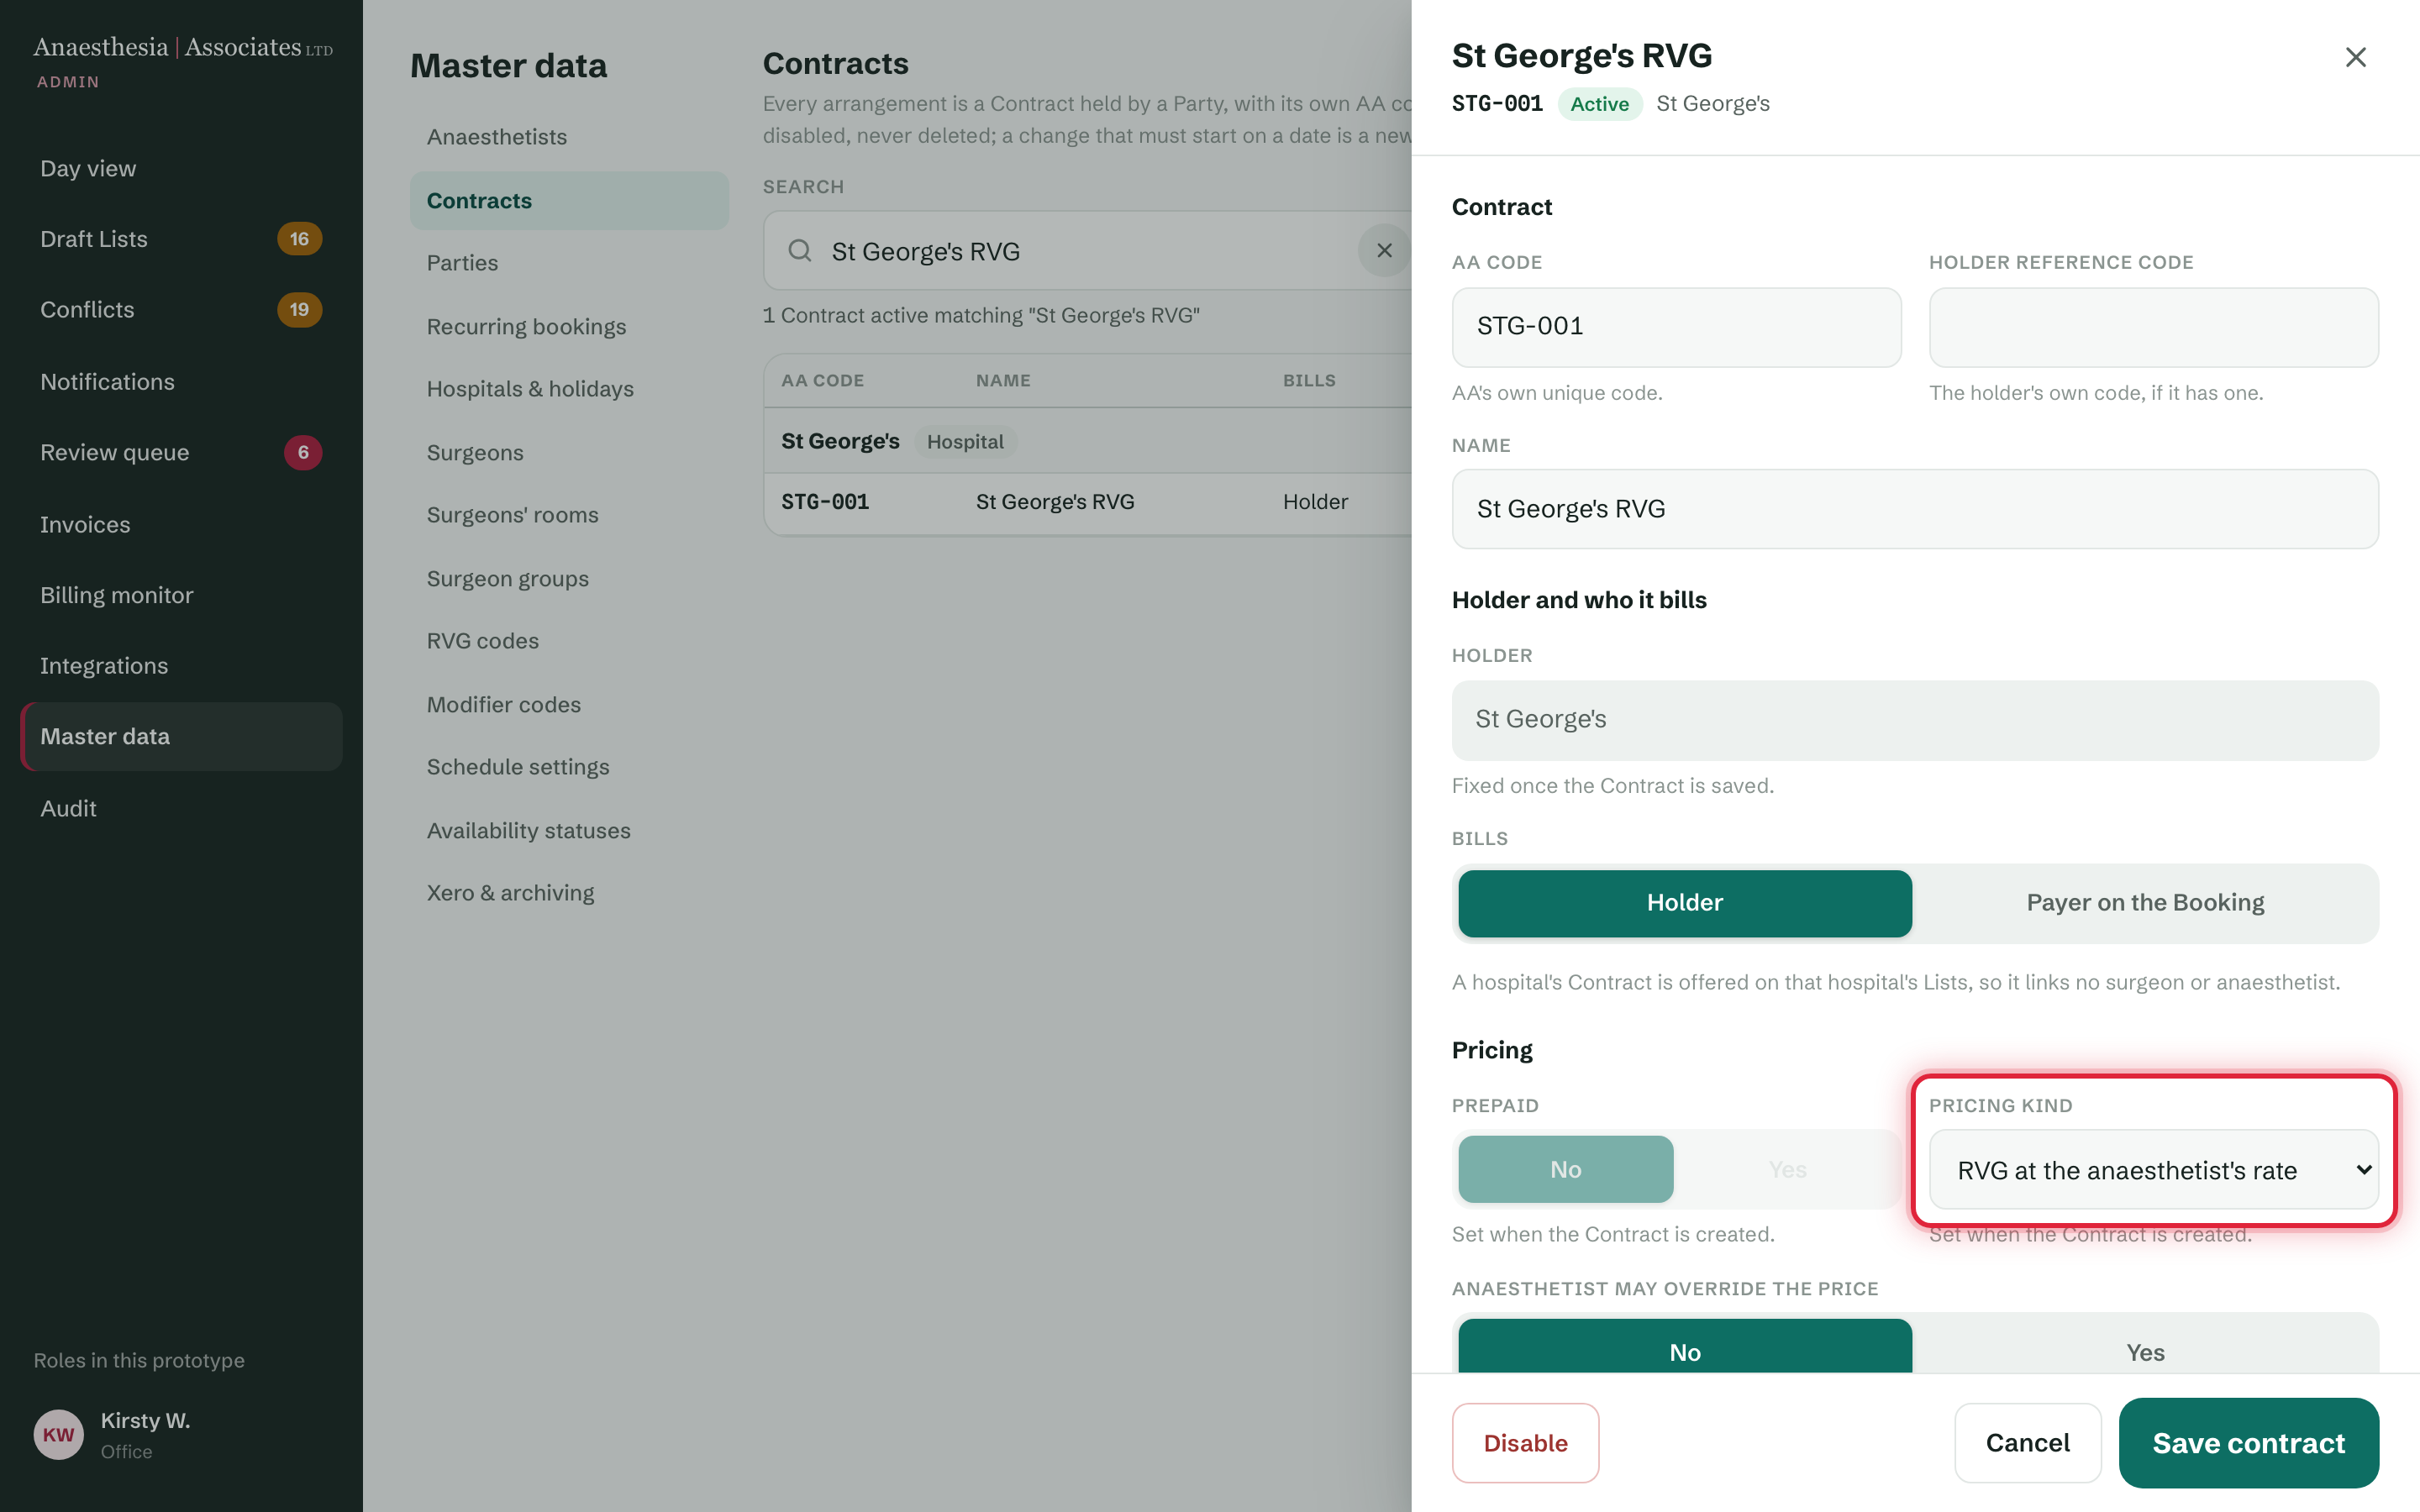 Anaesthesia | Associates LTD
ADMIN
Day view
Draft Lists 16
Conflicts 19
Notifications
Review queue 6
Invoices
Billing monitor
Integrations
Master data
Audit
Roles in this prototype
KW
Kirsty W.
Office
Master data
Anaesthetists
Contracts
Parties
Recurring bookings
Hospitals & holidays
Surgeons
Surgeons' rooms
Surgeon groups
RVG codes
Modifier codes
Schedule settings
Availability statuses
Xero & archiving
Contracts
Every arrangement is a Contract held by a Party, with its own AA co
disabled, never deleted; a change that must start on a date is a new
SEARCH
St George's RVG
1 Contract active matching "St George's RVG"
AA CODE NAME BILLS
St George's Hospital
STG-001 St George's RVG Holder
St George's RVG
STG-001 Active St George's
Contract
AA CODE HOLDER REFERENCE CODE
STG-001
AA's own unique code. The holder's own code, if it has one.
NAME
St George's RVG
Holder and who it bills
HOLDER
St George's
Fixed once the Contract is saved.
BILLS
Holder Payer on the Booking
A hospital's Contract is offered on that hospital's Lists, so it links no surgeon or anaesthetist.
Pricing
PREPAID PRICING KIND
No Yes RVG at the anaesthetist's rate
Set when the Contract is created. Set when the Contract is created.
ANAESTHETIST MAY OVERRIDE THE PRICE
No Yes
Disable Cancel Save contract